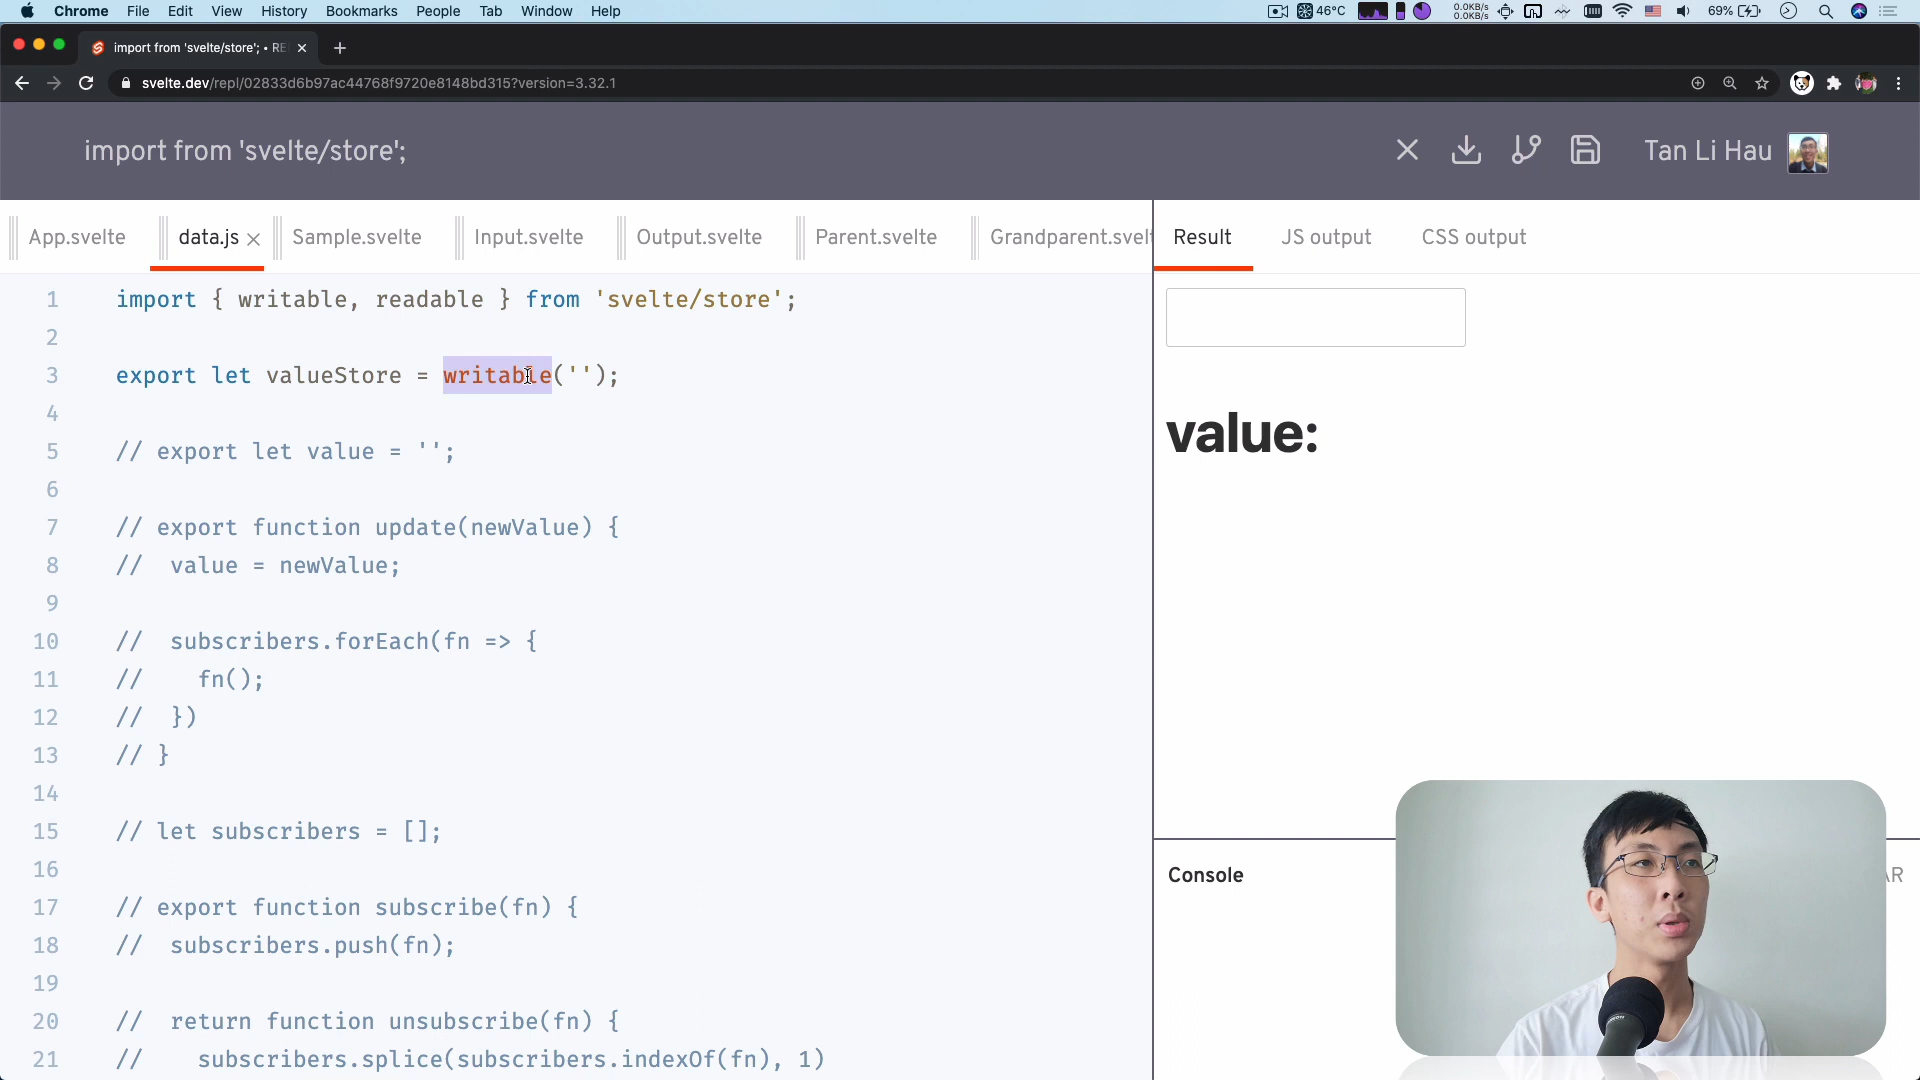 Chrome File Edit View History Bookmarks People Tab Window Help
46°C
0.0KB/s
0.0KB/s
69%
import from 'svelte/store'; • RE
svelte.dev/repl/02833d6b97ac44768f9720e8148bd315?version=3.32.1
import from 'svelte/store';
Tan Li Hau
App.svelte data.js Sample.svelte Input.svelte Output.svelte Parent.svelte Grandparent.svelt
Result JS output CSS output
1 import { writable, readable } from 'svelte/store';
2
3 export let valueStore = writable('');
4
5 // export let value = '';
6
7 // export function update(newValue) {
8 //  value = newValue;
9
10 //  subscribers.forEach(fn => {
11 //    fn();
12 //  })
13 // }
14
15 // let subscribers = [];
16
17 // export function subscribe(fn) {
18 //  subscribers.push(fn);
19
20 //  return function unsubscribe(fn) {
21 //    subscribers.splice(subscribers.indexOf(fn), 1)
value:
Console
AR